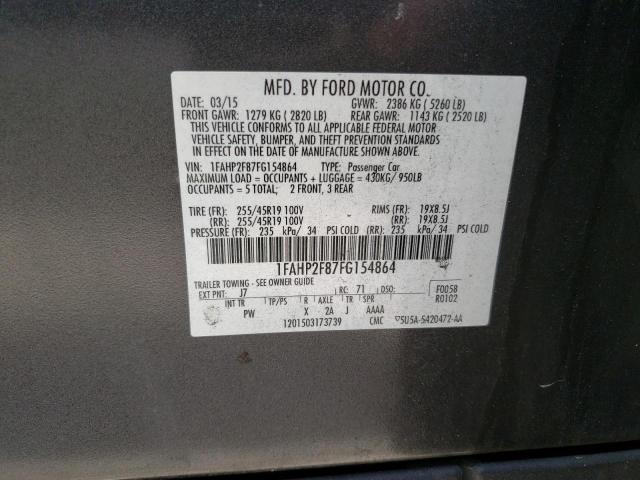 MFD. BY FORD MOTOR CO.
DATE: 03/15 GVWR: 2386 KG ( 5260 LB)
FRONT GAWR: 1279 KG ( 2820 LB) REAR GAWR: 1143 KG ( 2520 LB)
THIS VEHICLE CONFORMS TO ALL APPLICABLE FEDERAL MOTOR
VEHICLE SAFETY, BUMPER, AND THEFT PREVENTION STANDARDS
IN EFFECT ON THE DATE OF MANUFACTURE SHOWN ABOVE.
VIN: 1FAHP2F87FG154864 TYPE: Passenger Car
MAXIMUM LOAD = OCCUPANTS + LUGGAGE = 430KG/ 950LB
OCCUPANTS = 5 TOTAL: 2 FRONT, 3 REAR
TIRE (FR): 255/45R19 100V RIMS (FR): 19X8.5J
(RR): 255/45R19 100V (RR): 19X8.5J
PRESSURE (FR): 235 kPa/ 34 PSI COLD (RR): 235 kPa/ 34 PSI COLD
1FAHP2F87FG154864
TRAILER TOWING - SEE OWNER GUIDE
EXT PNT: J7 RC: 71 DSO: F0058
INT TR TP/PS R AXLE TR SPR R0102
PW X 2A J AAAA
1201503173739 CMC